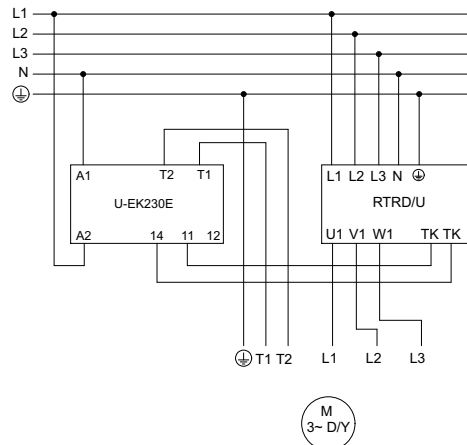 L1
L2
L3
N
A1 T2 T1
L1 L2 L3 N
U-EK230E
RTRD/U
A2 14 11 12
U1 V1 W1 TK TK
T1 T2 L1 L2 L3
M
3~ D/Y